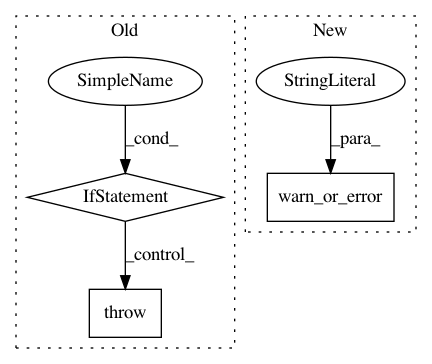 Old
New
SimpleName
StringLiteral
_cond_
_para_
IfStatement
warn_or_error
_control_
throw